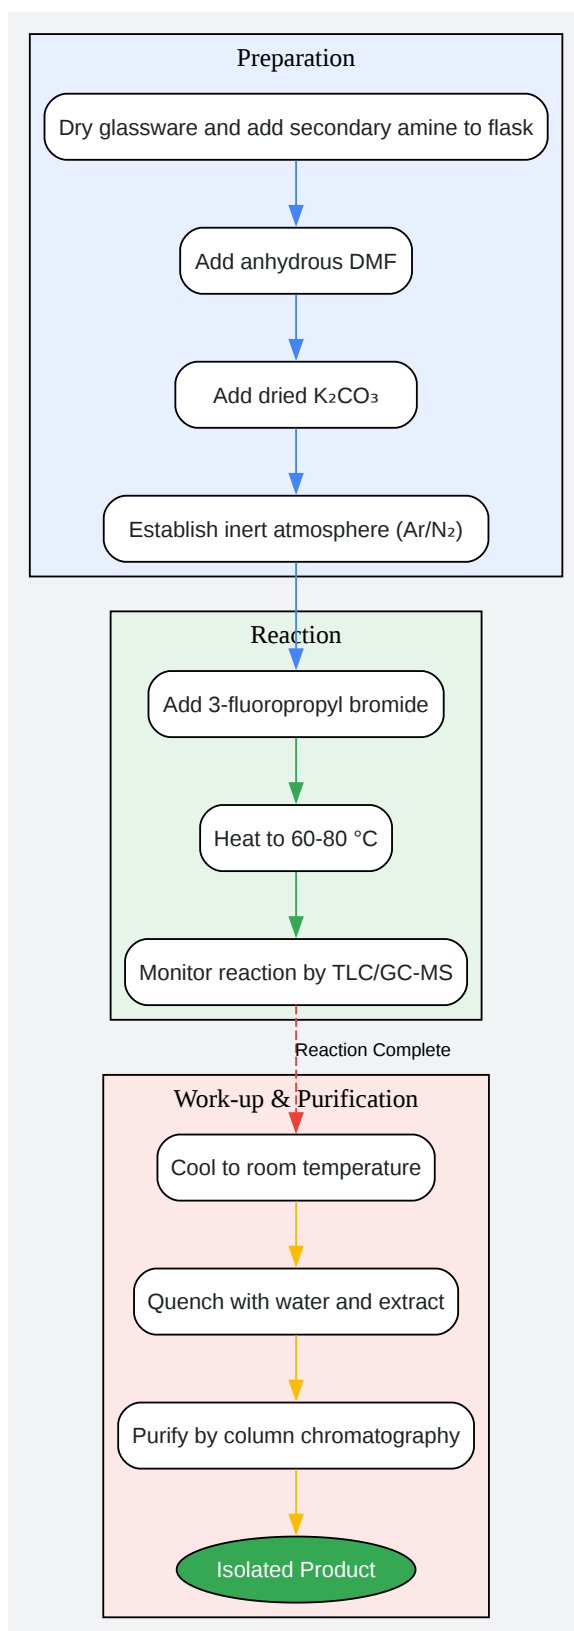 Preparation
Dry glassware and add secondary amine to flask
Add anhydrous DMF
Add dried K₂CO₃
Establish inert atmosphere (Ar/N₂)
Reaction
Add 3-fluoropropyl bromide
Heat to 60-80 °C
Monitor reaction by TLC/GC-MS
Reaction Complete
Work-up & Purification
Cool to room temperature
Quench with water and extract
Purify by column chromatography
Isolated Product